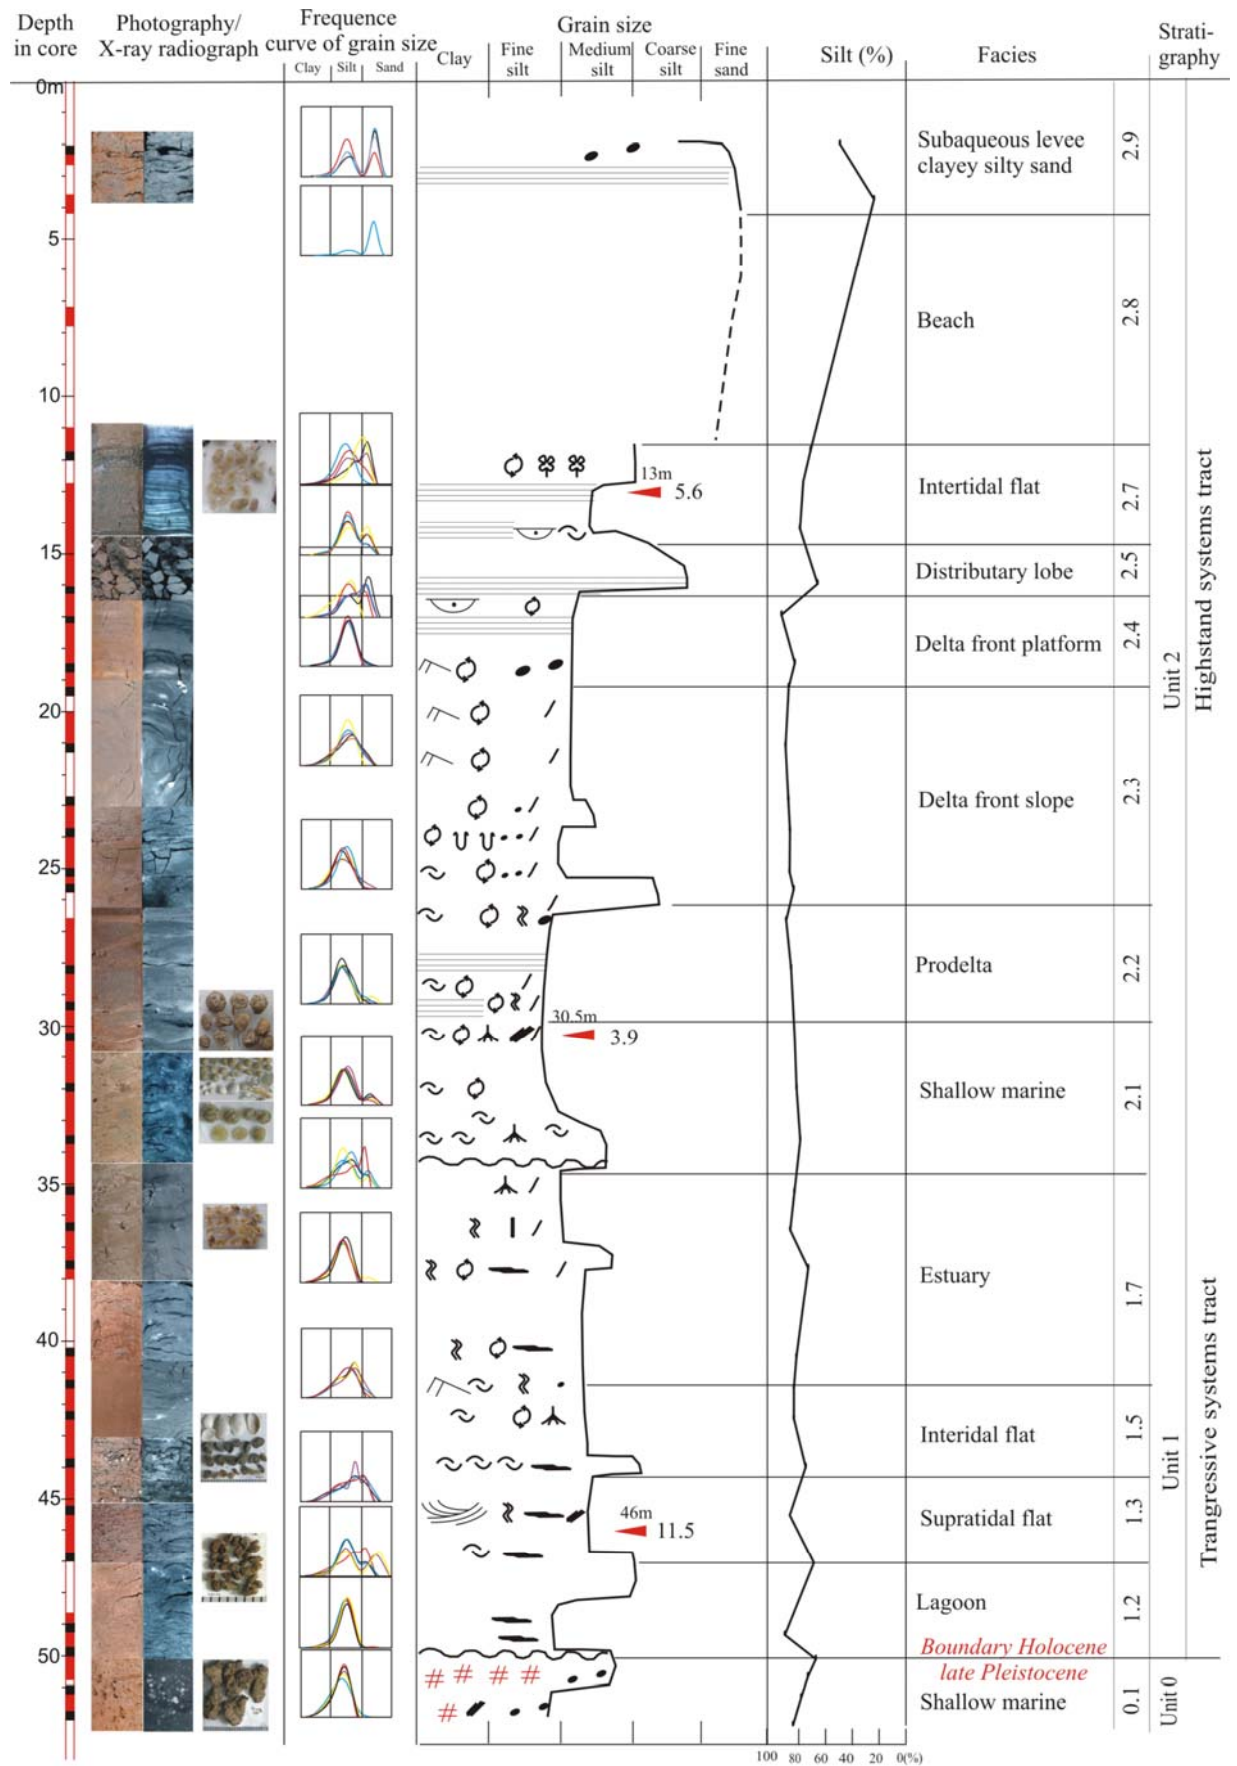 Depth
in core
Photography/
X-ray radiograph
Frequence
curve of grain size
Clay Silt Sand
Grain size
Clay
Fine
silt
Medium
silt
Coarse
silt
Fine
sand
Silt (%)
Facies
Strati-
graphy
0m
5
10
15
20
25
30
35
40
45
50
13m
5.6
30.5m
3.9
46m
11.5
Subaqueous levee
clayey silty sand
2.9
Beach
2.8
Intertidal flat
2.7
Distributary lobe
2.5
Delta front platform
2.4
Delta front slope
2.3
Prodelta
2.2
Shallow marine
2.1
Estuary
1.7
Interidal flat
1.5
Supratidal flat
1.3
Lagoon
1.2
Boundary Holocene
late Pleistocene
Shallow marine
0.1
Unit 2
Unit 1
Unit 0
Highstand systems tract
Trangressive systems tract
100 80 60 40 20 0(%)